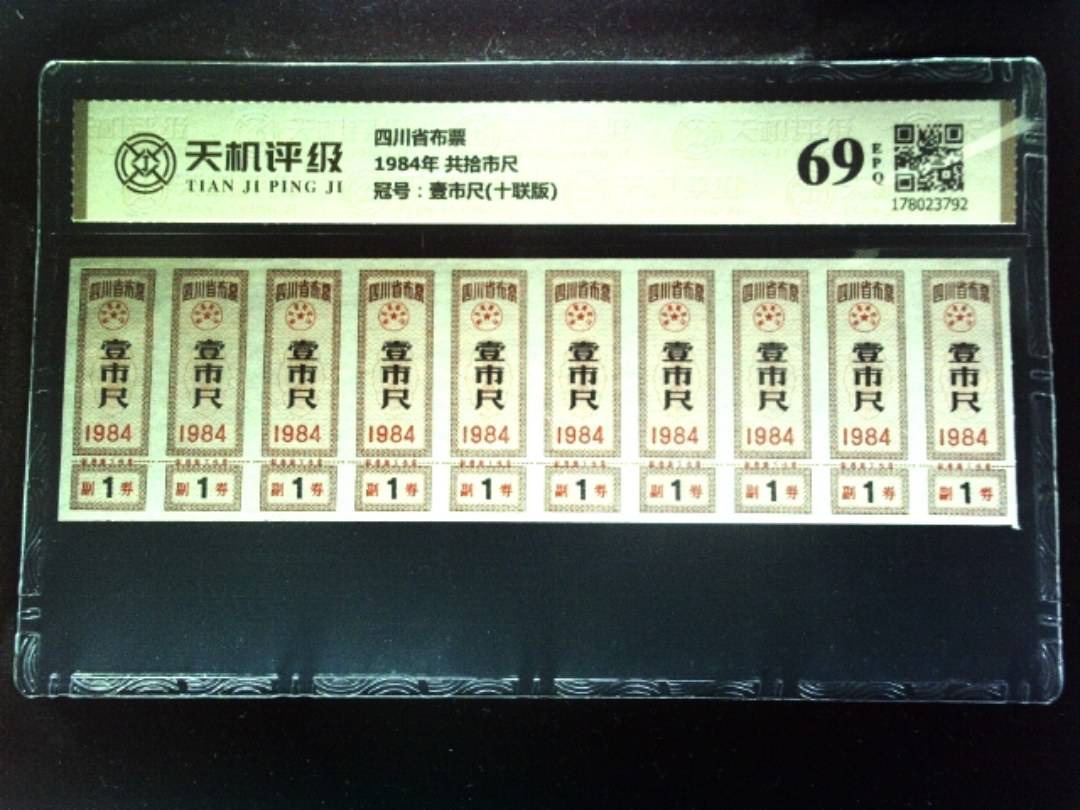 天机评级
TIAN JI PING JI
四川省布票
1984年 共拾市尺
冠号：壹市尺(十联版)
69
EPQ
178023792
四川省布票 四川省布票 四川省布票 四川省布票 四川省布票 四川省布票 四川省布票 四川省布票 四川省布票 四川省布票
壹市尺 壹市尺 壹市尺 壹市尺 壹市尺 壹市尺 壹市尺 壹市尺 壹市尺 壹市尺
1984 1984 1984 1984 1984 1984 1984 1984 1984 1984
副1券 副1券 副1券 副1券 副1券 副1券 副1券 副1券 副1券 副1券